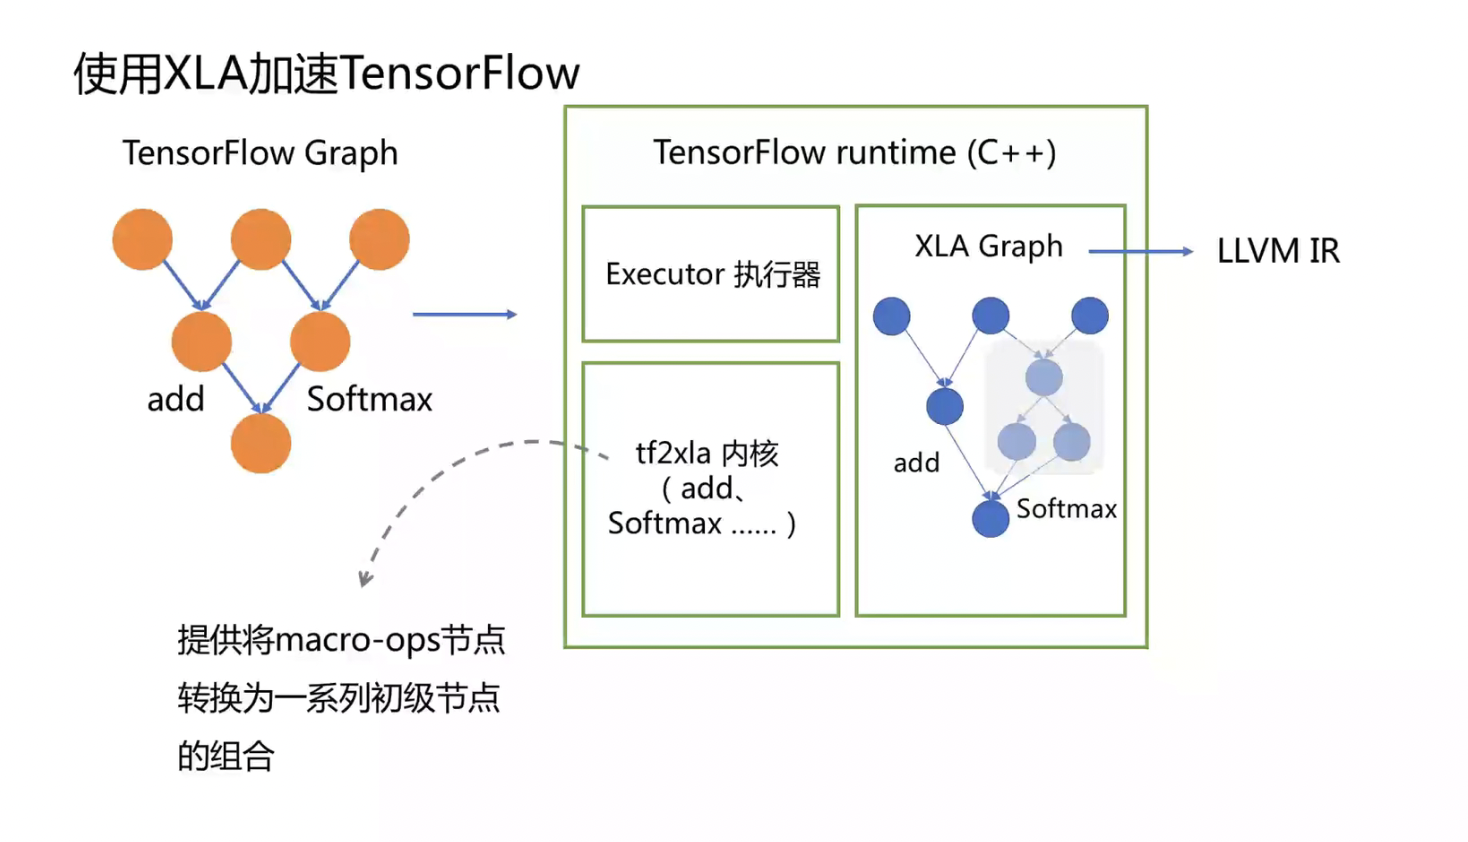 使用XLA加速TensorFlow
TensorFlow Graph
add
Softmax
TensorFlow runtime (C++)
Executor 执行器
tf2xla 内核
（ add、
Softmax ...... ）
XLA Graph
add
Softmax
LLVM IR
提供将macro-ops节点
转换为一系列初级节点
的组合